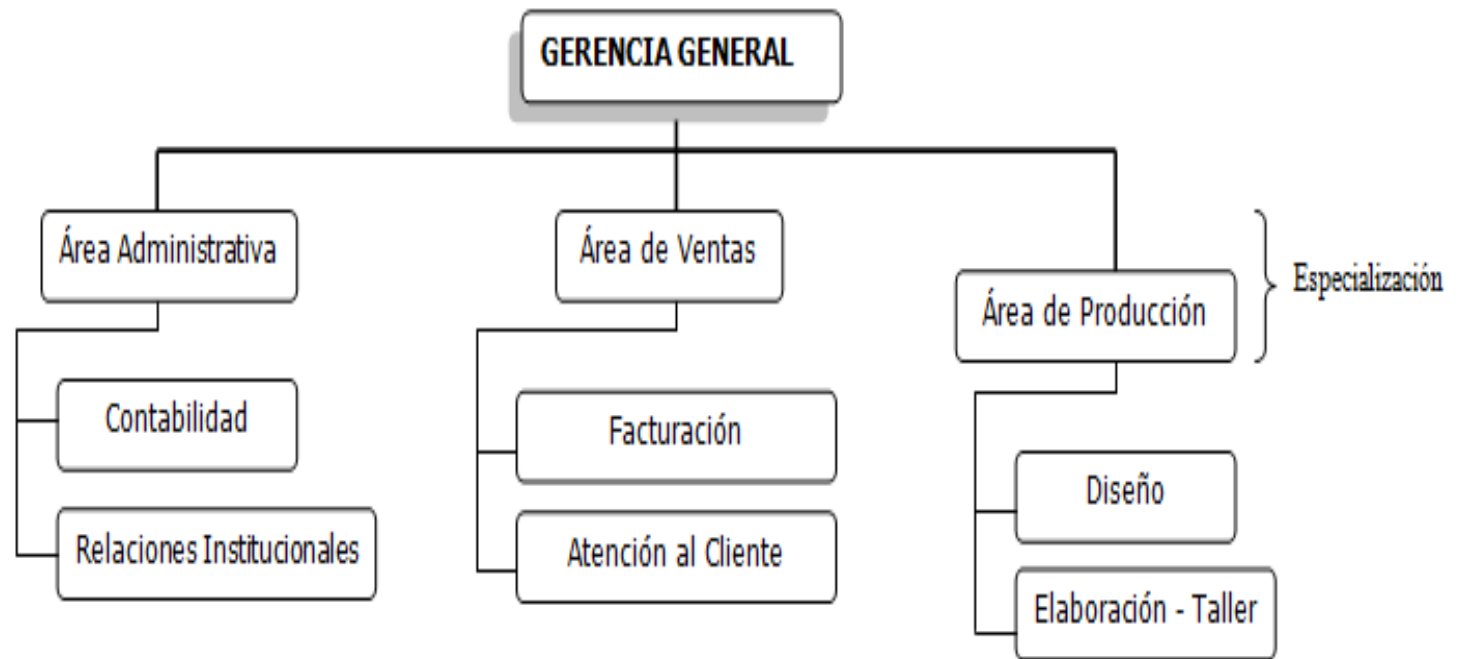 GERENCIA GENERAL
Área Administrativa
Contabilidad
Relaciones Institucionales
Área de Ventas
Facturación
Atención al Cliente
Área de Producción
Diseño
Elaboración - Taller
Especialización